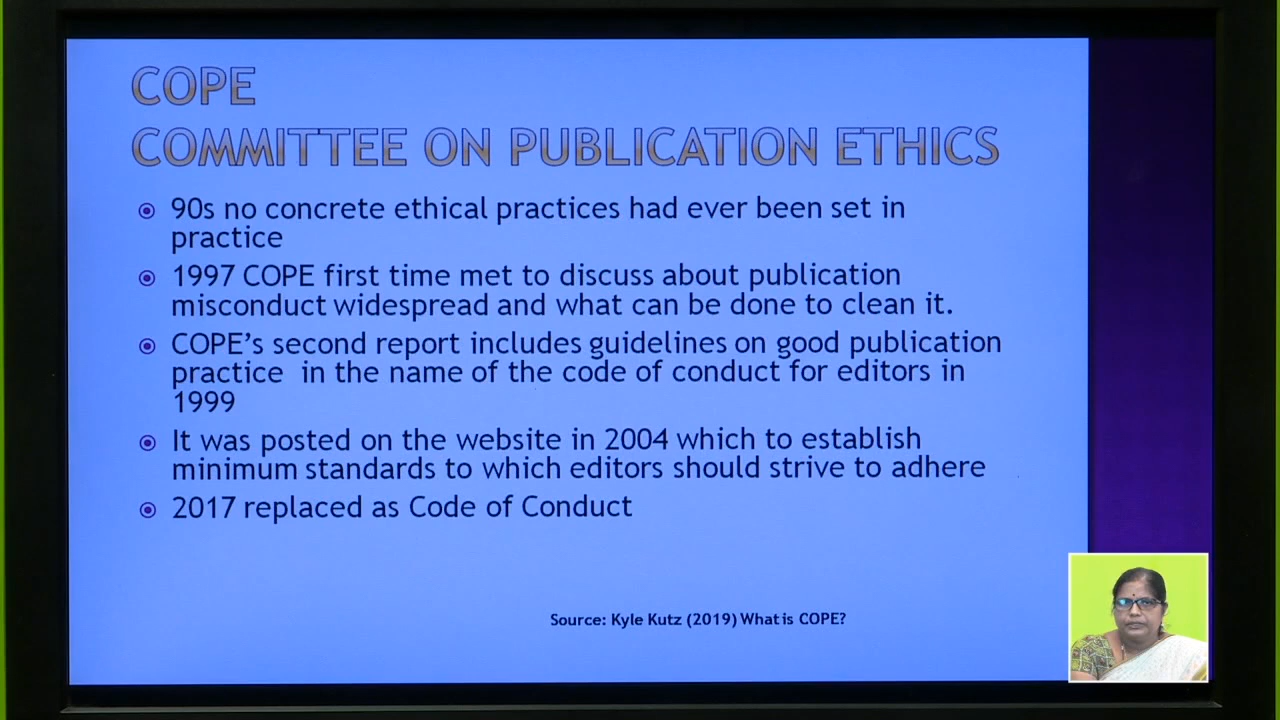 COPE
COMMITTEE ON PUBLICATION ETHICS
90s no concrete ethical practices had ever been set in
practice
1997 COPE first time met to discuss about publication
misconduct widespread and what can be done to clean it.
COPE's second report includes guidelines on good publication
practice in the name of the code of conduct for editors in
1999
It was posted on the website in 2004 which to establish
minimum standards to which editors should strive to adhere
2017 replaced as Code of Conduct
Source: Kyle Kutz (2019) What is COPE?